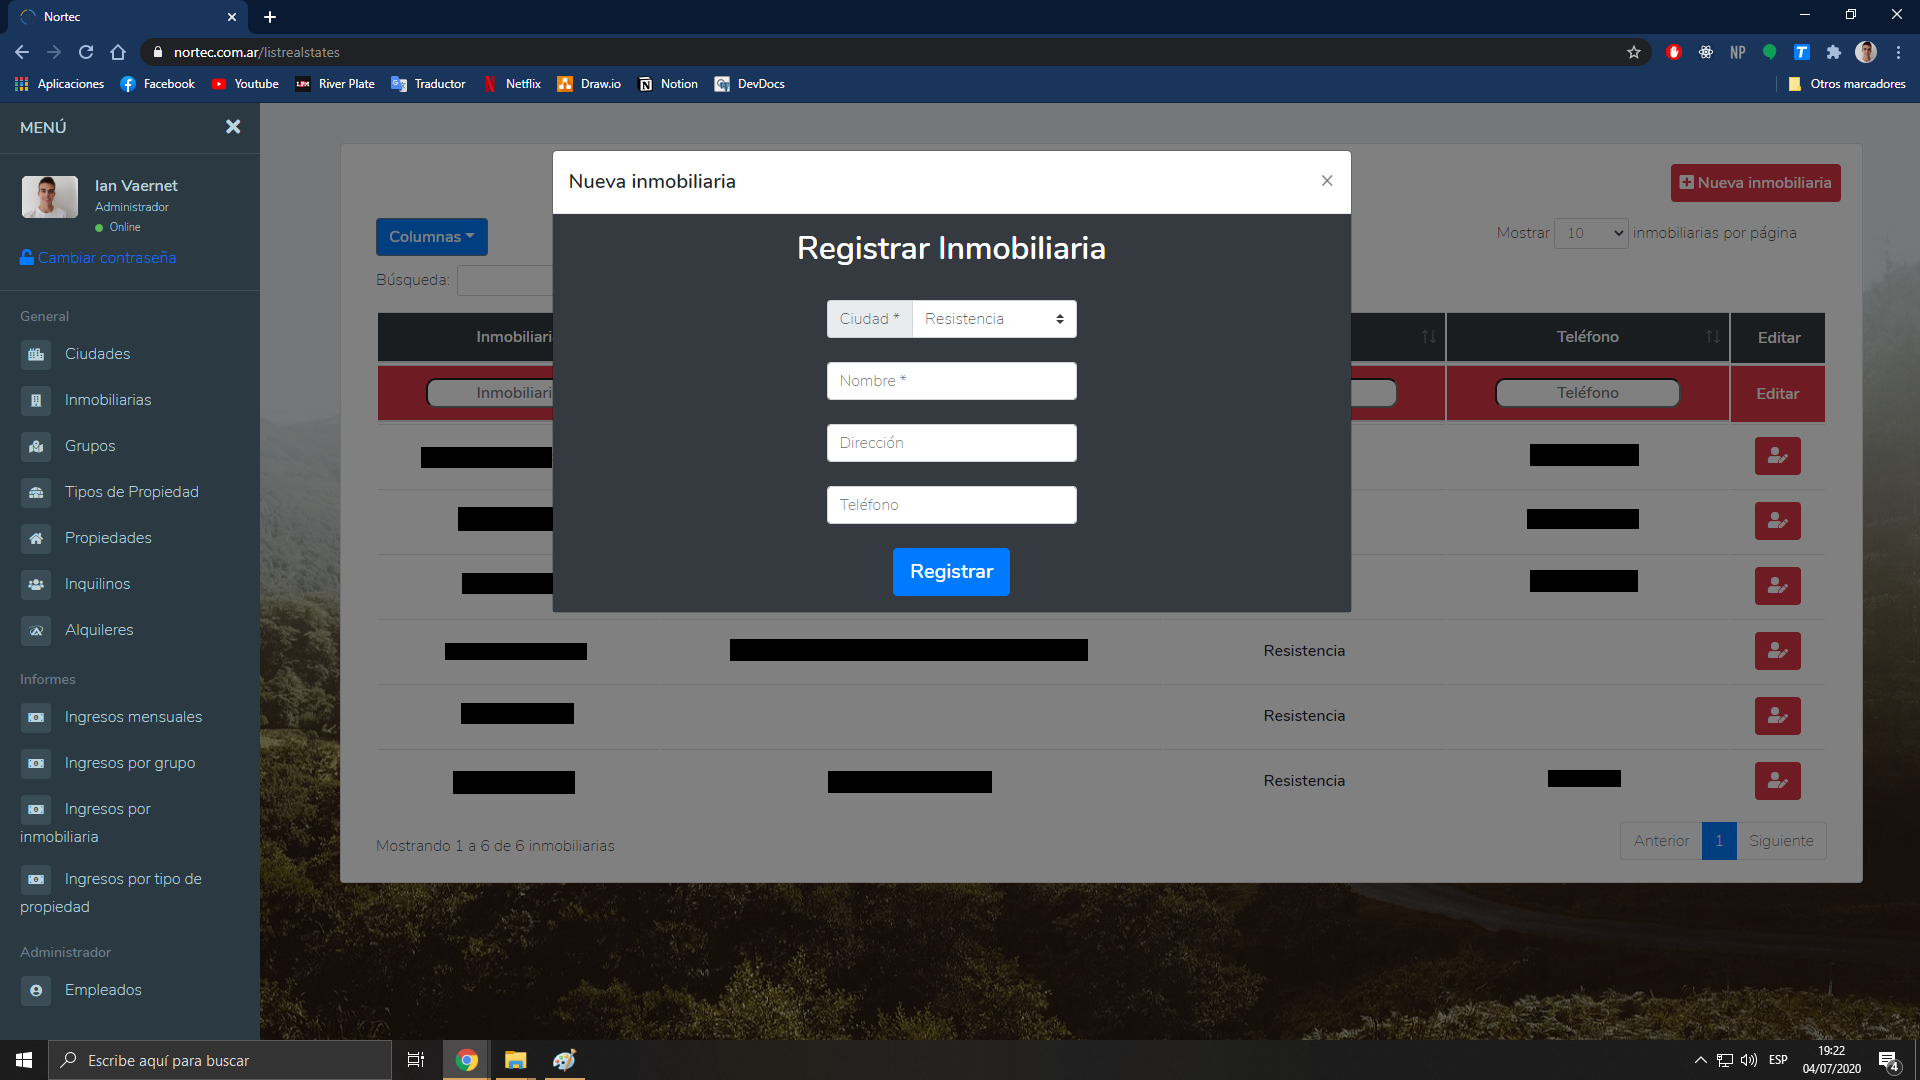 Nortec
nortec.com.ar/listrealstates
NP
Aplicaciones
Facebook
Youtube
River Plate
Traductor
Netflix
Draw.io
Notion
DevDocs
Otros marcadores
MENÚ
Ian Vaernet
Administrador
Online
Cambiar contraseña
General
Ciudades
Inmobiliarias
Grupos
Tipos de Propiedad
Propiedades
Inquilinos
Alquileres
Informes
Ingresos mensuales
Ingresos por grupo
Ingresos por
inmobiliaria
Ingresos por tipo de
propiedad
Administrador
Empleados
Nueva inmobiliaria
Columnas
Mostrar 10 inmobiliarias por página
Búsqueda:
Inmobiliari
Teléfono
Editar
Inmobiliari
Teléfono
Editar
Nueva inmobiliaria
Registrar Inmobiliaria
Ciudad *
Resistencia
Nombre *
Dirección
Teléfono
Registrar
Resistencia
Resistencia
Resistencia
Mostrando 1 a 6 de 6 inmobiliarias
Anterior
1
Siguiente
Escribe aquí para buscar
ESP
19:22
04/07/2020
4